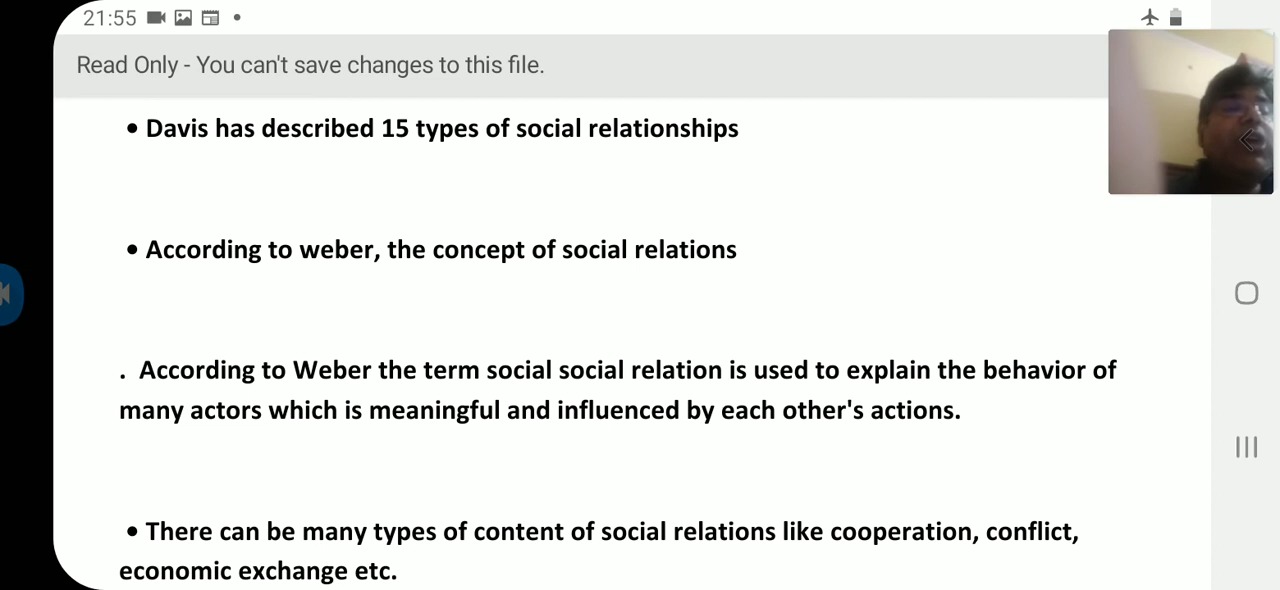 21:55
Read Only - You can't save changes to this file.
• Davis has described 15 types of social relationships
• According to weber, the concept of social relations
. According to Weber the term social social relation is used to explain the behavior of
many actors which is meaningful and influenced by each other's actions.
• There can be many types of content of social relations like cooperation, conflict,
economic exchange etc.